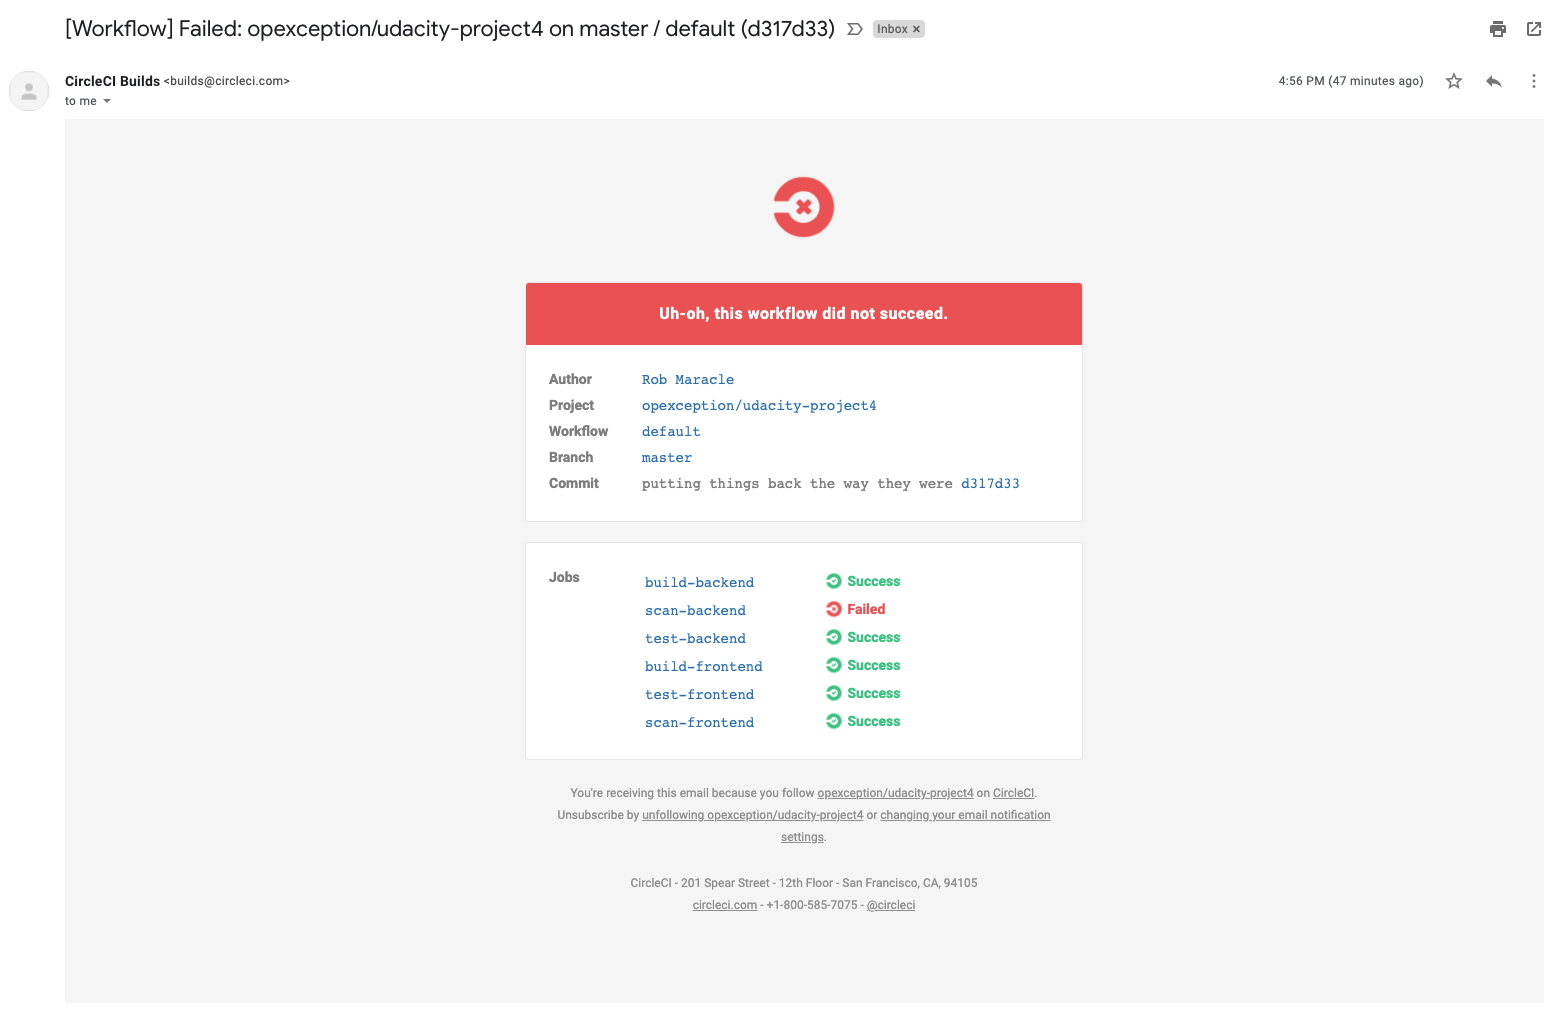 [Workflow] Failed: opexception/udacity-project4 on master / default (d317d33) Inbox ×
CircleCI Builds <builds@circleci.com> 4:56 PM (47 minutes ago)
to me
Uh-oh, this workflow did not succeed.
Author Rob Maracle
Project opexception/udacity-project4
Workflow default
Branch master
Commit putting things back the way they were d317d33
Jobs build-backend Success
scan-backend Failed
test-backend Success
build-frontend Success
test-frontend Success
scan-frontend Success
You're receiving this email because you follow opexception/udacity-project4 on CircleCI.
Unsubscribe by unfollowing opexception/udacity-project4 or changing your email notification
settings.
CircleCI - 201 Spear Street - 12th Floor - San Francisco, CA, 94105
circleci.com - +1-800-585-7075 - @circleci